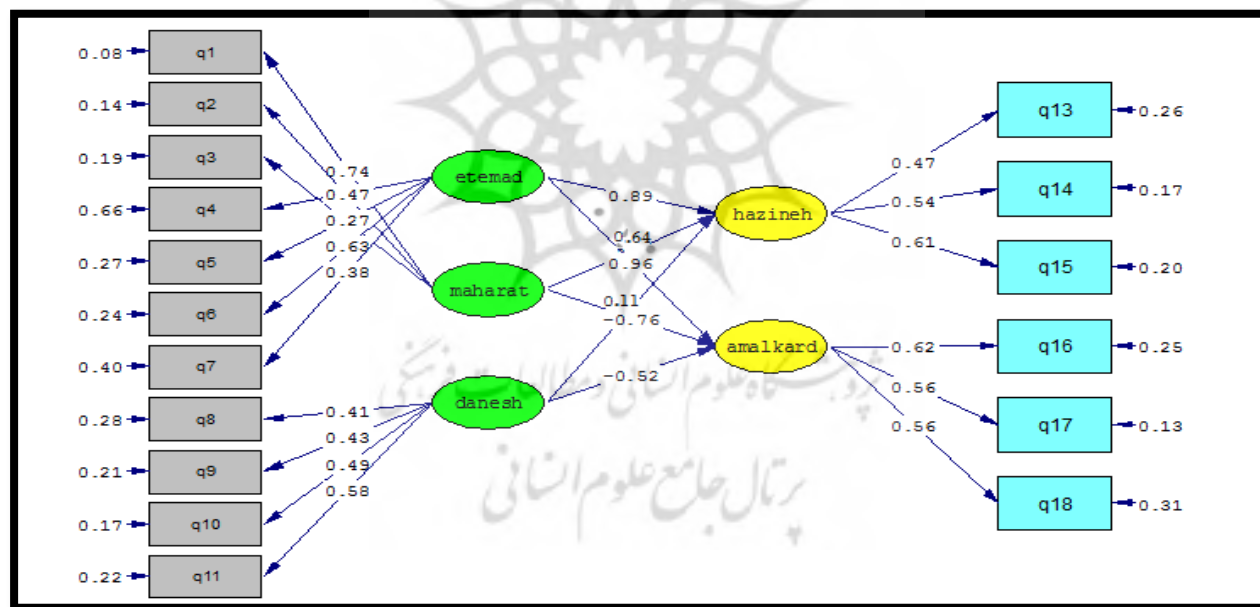 0.08 q1
0.14 q2
0.19 q3
0.66 q4
0.27 q5
0.24 q6
0.40 q7
0.28 q8
0.21 q9
0.17 q10
0.22 q11
0.74
0.47
0.27
0.63
0.38
0.41
0.43
0.49
0.58
etemad
maharat
danesh
0.89
0.64
0.96
0.11
-0.76
-0.52
hazineh
amalkard
0.47
0.54
0.61
0.62
0.56
0.56
q13 0.26
q14 0.17
q15 0.20
q16 0.25
q17 0.13
q18 0.31
پژوهشگاه علوم انسانی و مطالعات فرهنگی
پرتال جامع علوم انسانی